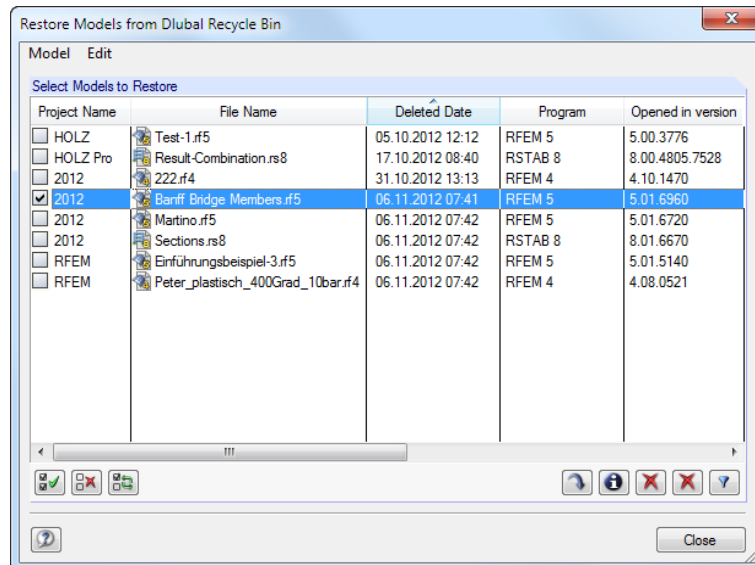 Restore Models from Dlubal Recycle Bin
Model Edit
Select Models to Restore
Project Name File Name Deleted Date Program Opened in version
HOLZ Test-1.rf5 05.10.2012 12:12 RFEM 5 5.00.3776
HOLZ Pro Result-Combination.rs8 17.10.2012 08:40 RSTAB 8 8.00.4805.7528
2012 222.rf4 31.10.2012 13:13 RFEM 4 4.10.1470
2012 Banff Bridge Members.rf5 06.11.2012 07:41 RFEM 5 5.01.6960
2012 Martino.rf5 06.11.2012 07:42 RFEM 5 5.01.6720
2012 Sections.rs8 06.11.2012 07:42 RSTAB 8 8.01.6670
RFEM Einführungsbeispiel-3.rf5 06.11.2012 07:42 RFEM 5 5.01.5140
RFEM Peter_plastisch_400Grad_10bar.rf4 06.11.2012 07:42 RFEM 4 4.08.0521
Close